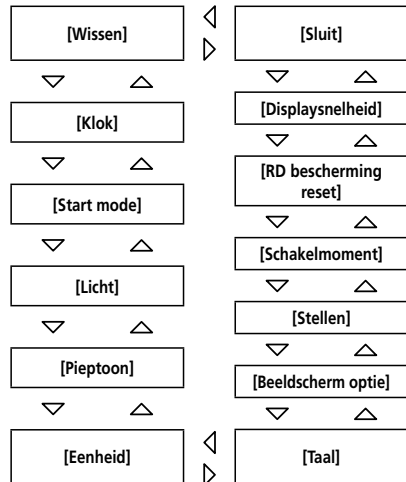 [Wissen]
[Klok]
[Start mode]
[Licht]
[Pieptoon]
[Eenheid]
[Sluit]
[Displaysnelheid]
[RD bescherming
reset]
[Schakelmoment]
[Stellen]
[Beeldscherm optie]
[Taal]